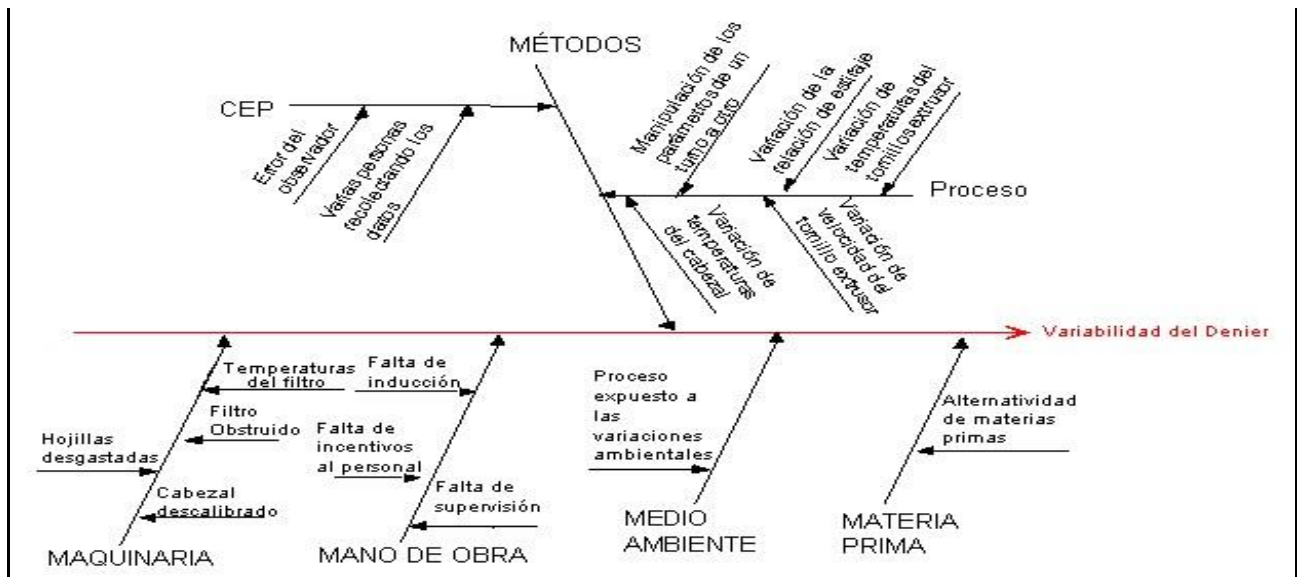 MÉTODOS
CEP
Error del
observador
Varias personas
recolectando los
datos
Manipulación de los
parámetros de un
turno a otro
Variación de la
relación de estiraje
Variación de
temperaturas del
tornillos extrusor
Proceso
Variación de
temperaturas
del cabezal
Variación de
velocidad del
tornillo extrusor
Variabilidad del Denier
Temperaturas
del filtro
Filtro
Obstruido
Hojillas
desgastadas
Cabezal
descalibrado
MAQUINARIA
Falta de
inducción
Falta de
incentivos
al personal
Falta de
supervisión
MANO DE OBRA
Proceso
expuesto a
las
variaciones
ambientales
MEDIO
AMBIENTE
Alternatividad
de materias
primas
MATERIA
PRIMA